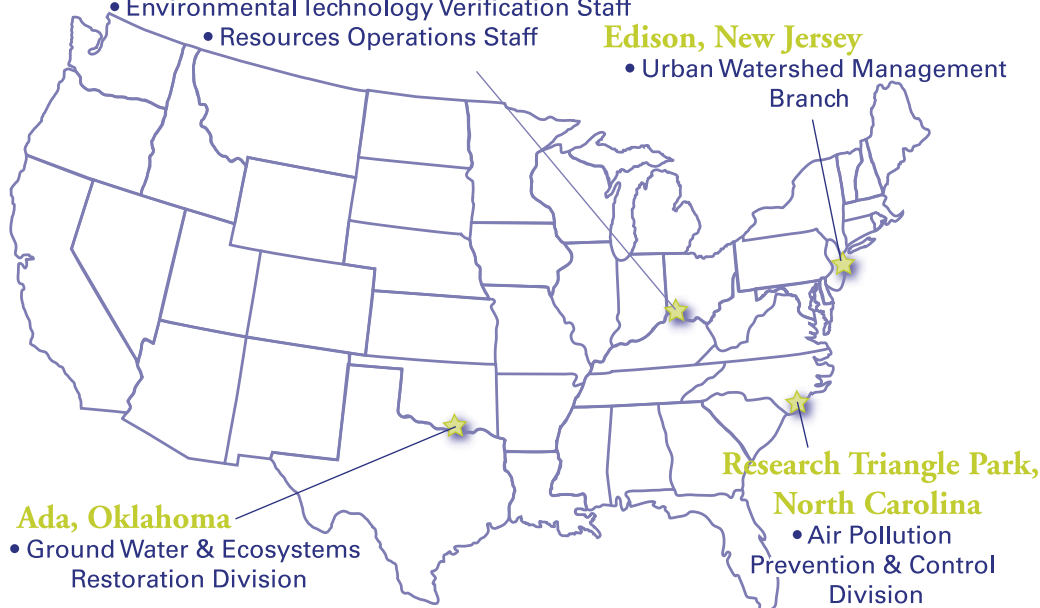 • Environmental Technology Verification Staff
• Resources Operations Staff
Edison, New Jersey
• Urban Watershed Management
Branch
Ada, Oklahoma
• Ground Water & Ecosystems
Restoration Division
Research Triangle Park,
North Carolina
• Air Pollution
Prevention & Control
Division